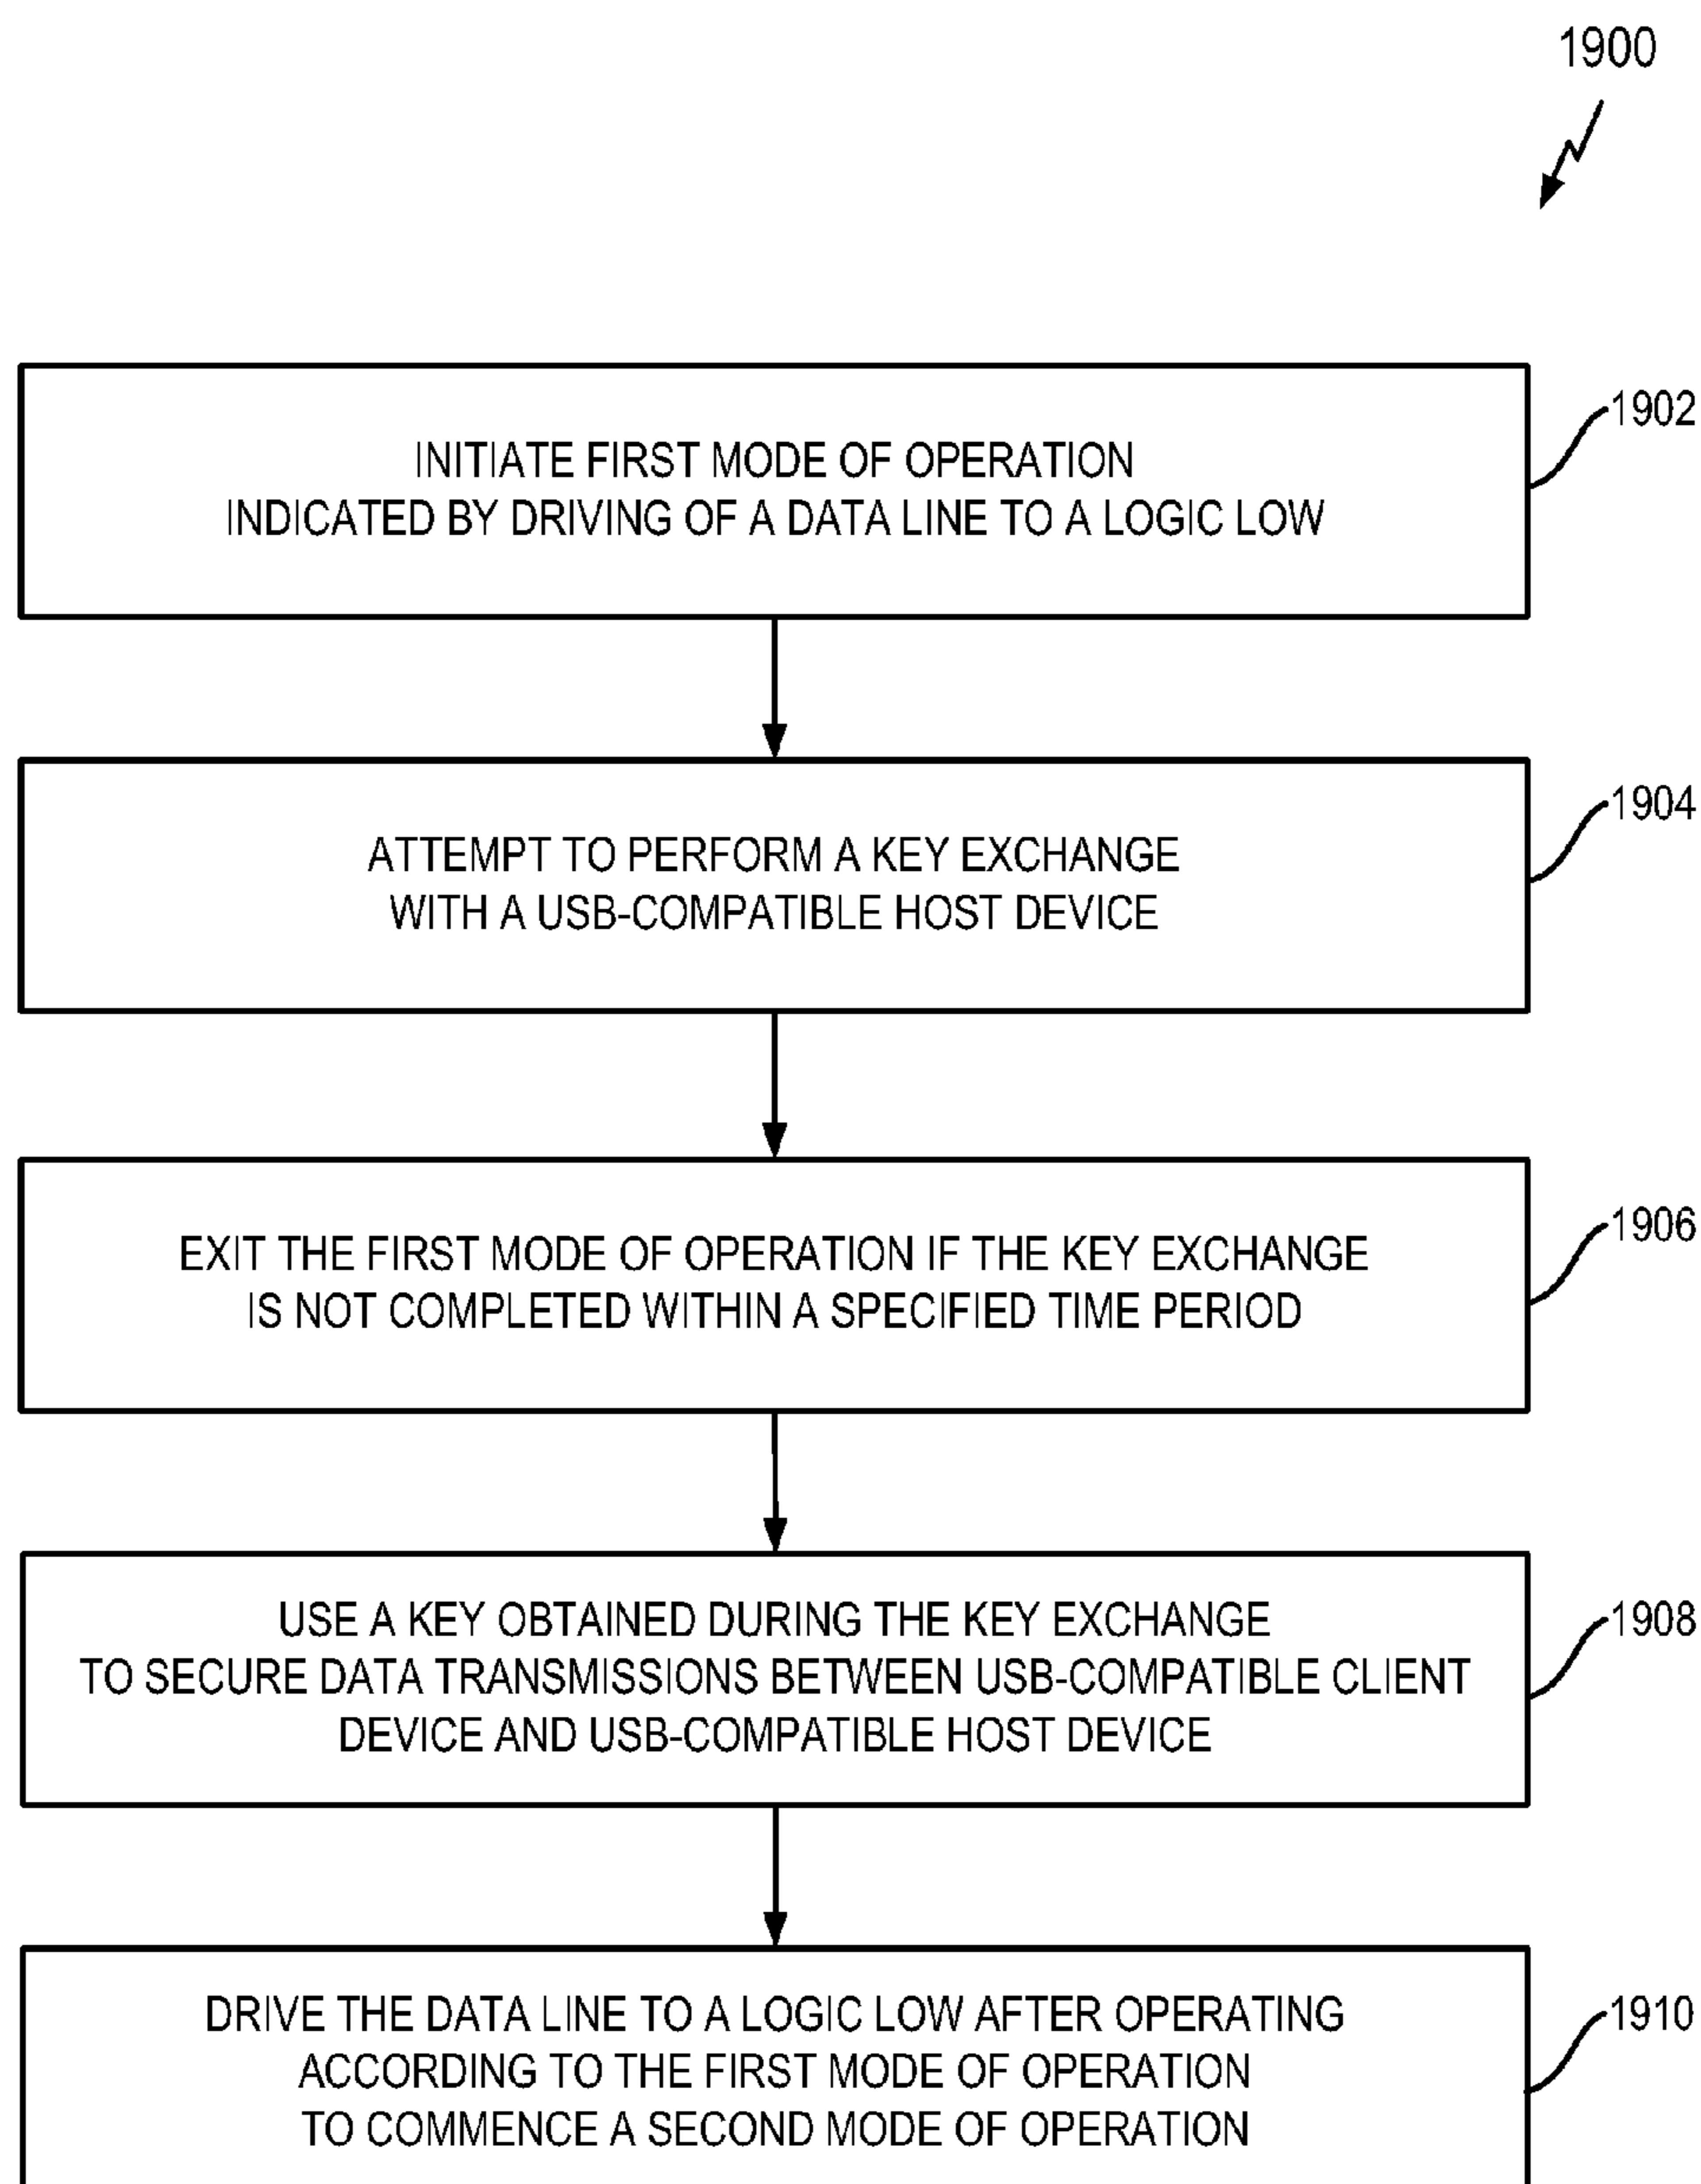 1900
INITIATE FIRST MODE OF OPERATION
INDICATED BY DRIVING OF A DATA LINE TO A LOGIC LOW
1902
ATTEMPT TO PERFORM A KEY EXCHANGE
WITH A USB-COMPATIBLE HOST DEVICE
1904
EXIT THE FIRST MODE OF OPERATION IF THE KEY EXCHANGE
IS NOT COMPLETED WITHIN A SPECIFIED TIME PERIOD
1906
USE A KEY OBTAINED DURING THE KEY EXCHANGE
TO SECURE DATA TRANSMISSIONS BETWEEN USB-COMPATIBLE CLIENT
DEVICE AND USB-COMPATIBLE HOST DEVICE
1908
DRIVE THE DATA LINE TO A LOGIC LOW AFTER OPERATING
ACCORDING TO THE FIRST MODE OF OPERATION
TO COMMENCE A SECOND MODE OF OPERATION
1910